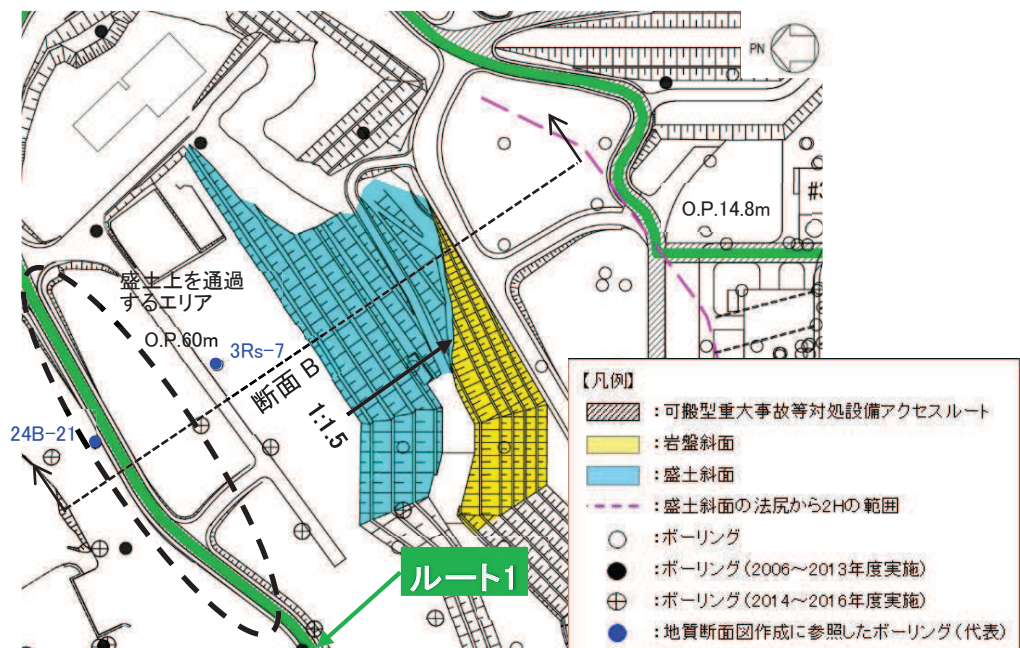 PN
O.P.14.8m
#3
盛土上を通過
するエリア
O.P.60m
3Rs-7
断面 B
1:1.5
24B-21
ルート1
【凡例】
:可搬型重大事故等対処設備アクセスルート
:岩盤斜面
:盛土斜面
:盛土斜面の法尻から2Hの範囲
:ボーリング
:ボーリング(2006～2013年度実施)
:ボーリング(2014～2016年度実施)
:地質断面図作成に参照したボーリング(代表)